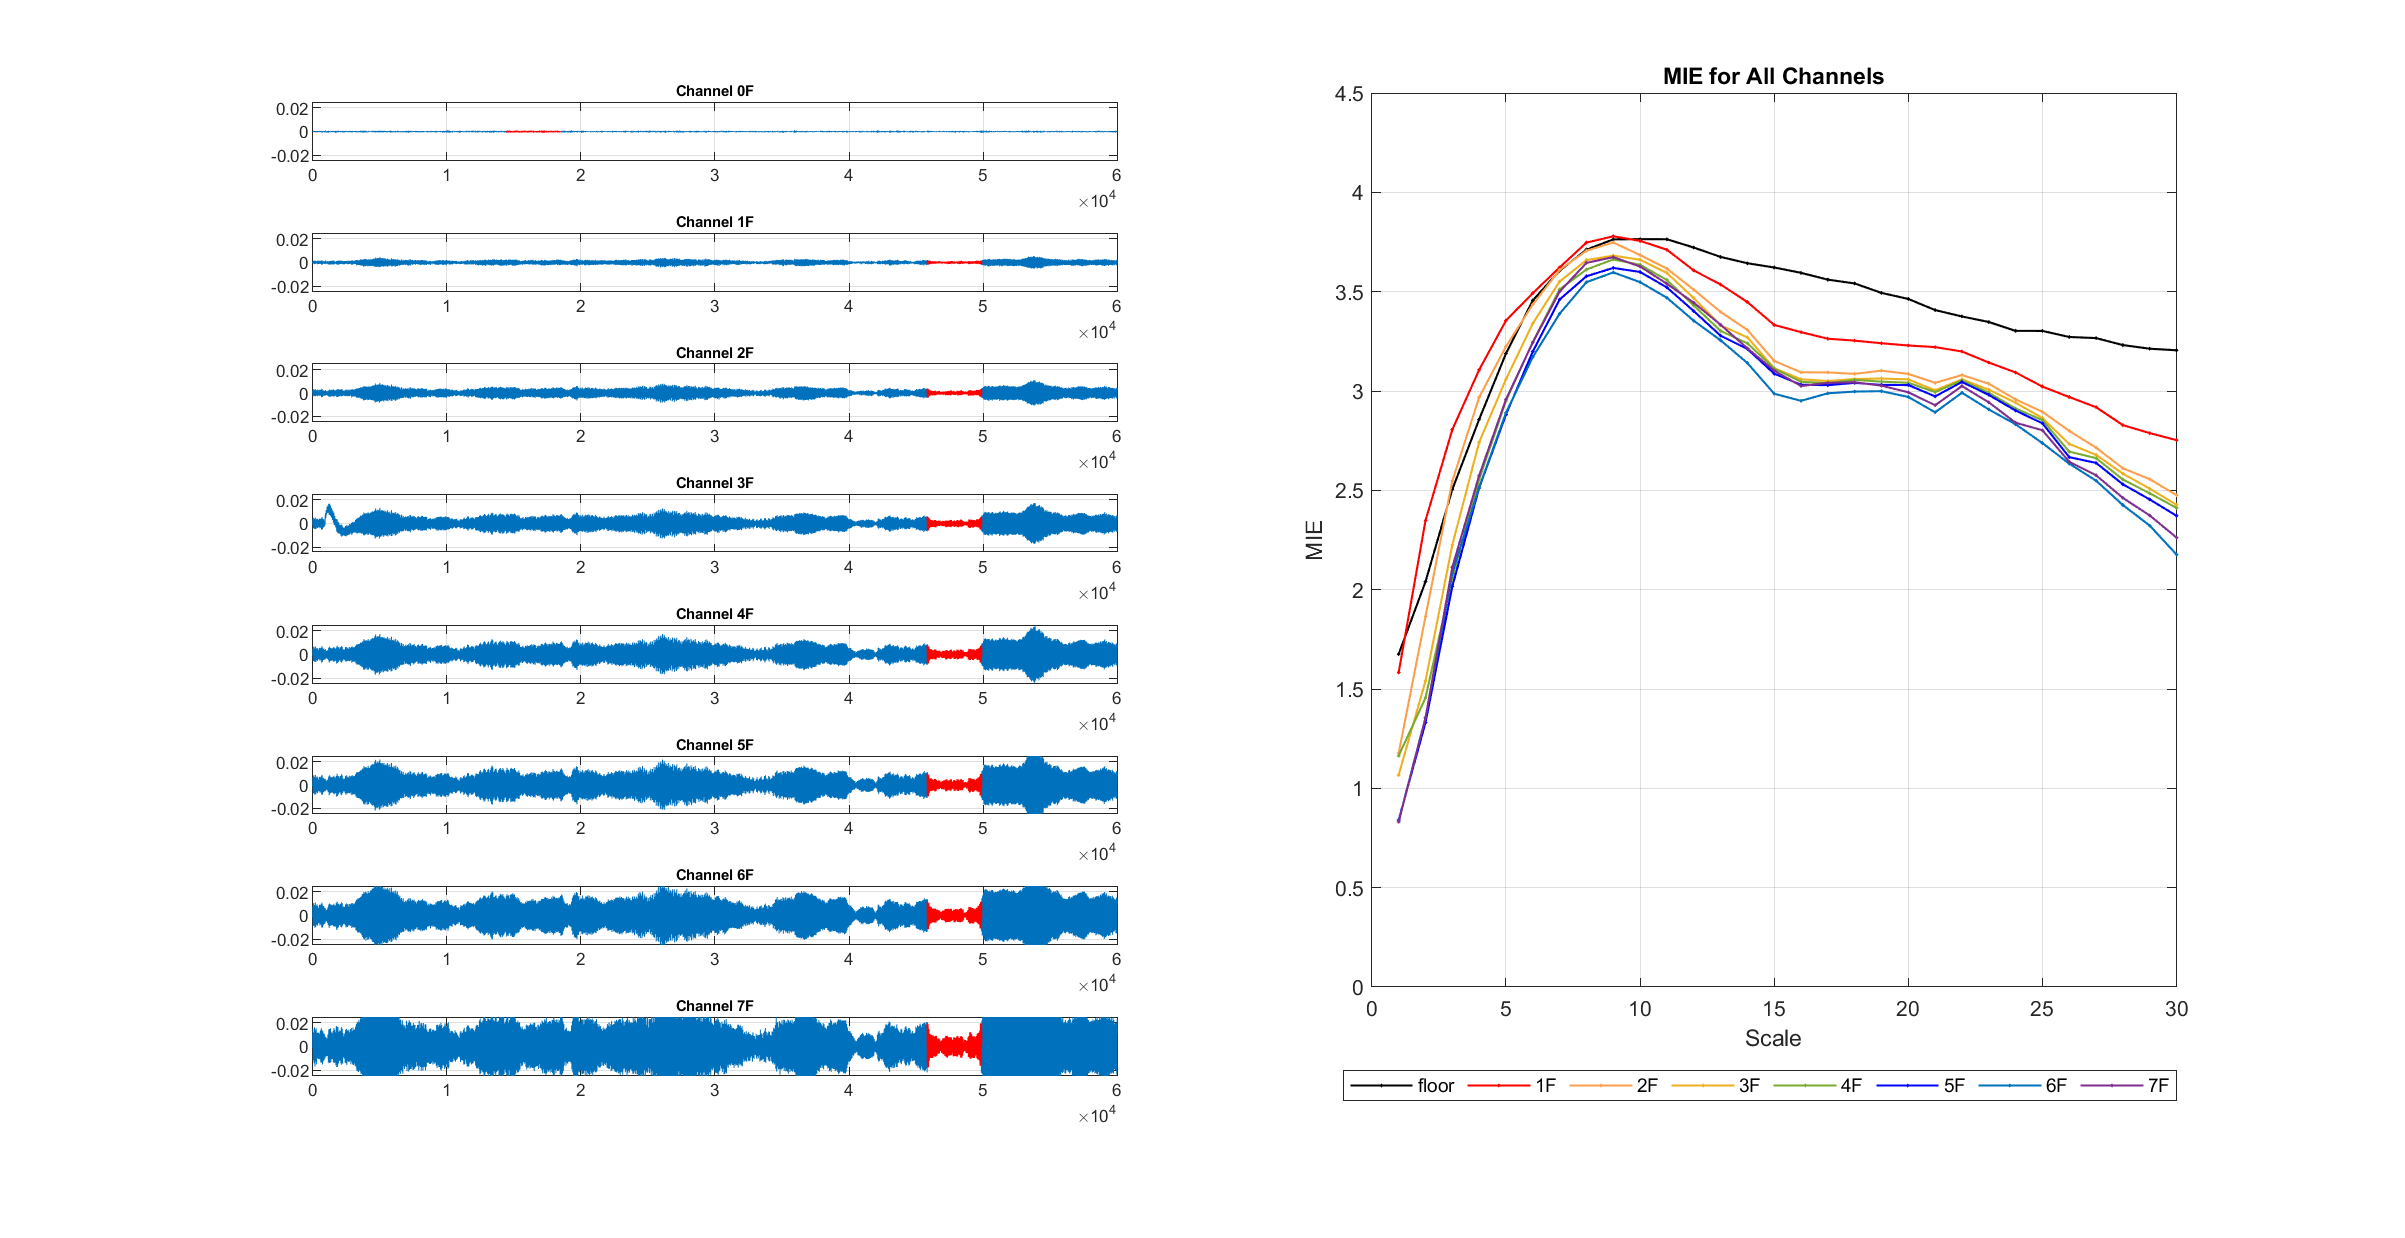 Channel 0F
0.02
0
-0.02
0 1 2 3 4 5 6
×10^4
Channel 1F
0.02
0
-0.02
0 1 2 3 4 5 6
×10^4
Channel 2F
0.02
0
-0.02
0 1 2 3 4 5 6
×10^4
Channel 3F
0.02
0
-0.02
0 1 2 3 4 5 6
×10^4
Channel 4F
0.02
0
-0.02
0 1 2 3 4 5 6
×10^4
Channel 5F
0.02
0
-0.02
0 1 2 3 4 5 6
×10^4
Channel 6F
0.02
0
-0.02
0 1 2 3 4 5 6
×10^4
Channel 7F
0.02
0
-0.02
0 1 2 3 4 5 6
×10^4
MIE for All Channels
4.5
4
3.5
3
2.5
2
1.5
1
0.5
0
MIE
0 5 10 15 20 25 30
Scale
floor 1F 2F 3F 4F 5F 6F 7F